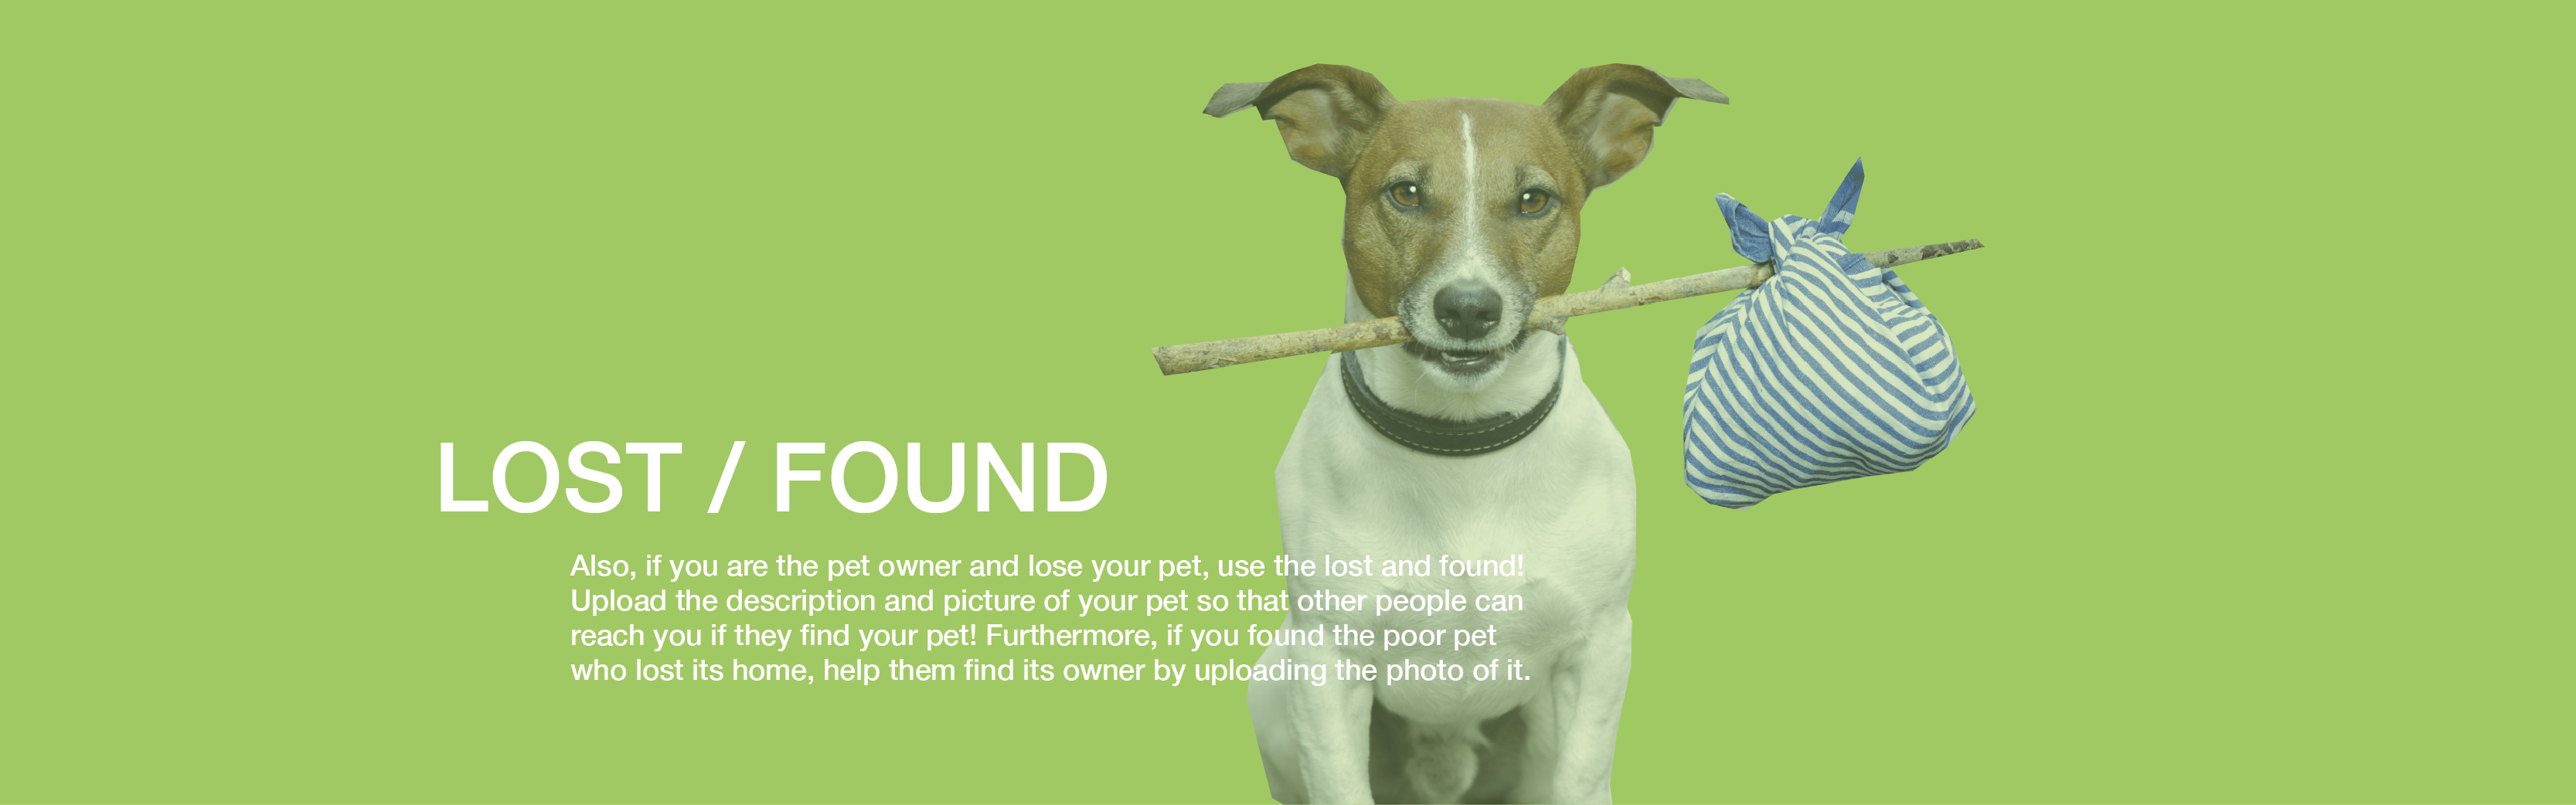 LOST / FOUND
Also, if you are the pet owner and lose your pet, use the lost and found!
Upload the description and picture of your pet so that other people can
reach you if they find your pet! Furthermore, if you found the poor pet
who lost its home, help them find its owner by uploading the photo of it.